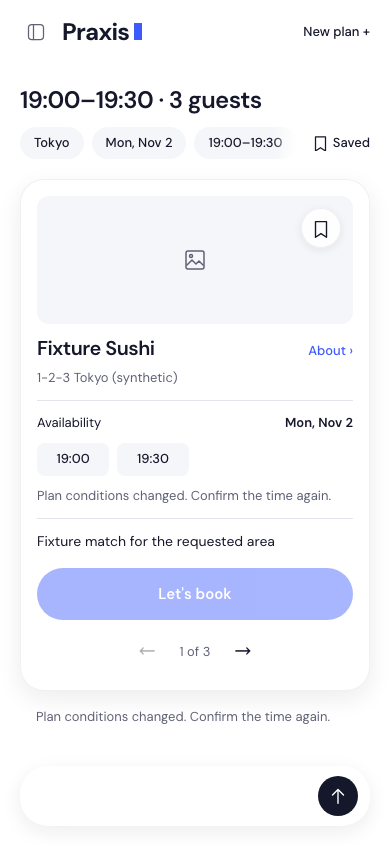 Praxis
New plan +
19:00–19:30 · 3 guests
Tokyo
Mon, Nov 2
19:00–19:30
Saved
Fixture Sushi
About ›
1-2-3 Tokyo (synthetic)
Availability
Mon, Nov 2
19:00
19:30
Plan conditions changed. Confirm the time again.
Fixture match for the requested area
Let's book
← 1 of 3 →
Plan conditions changed. Confirm the time again.